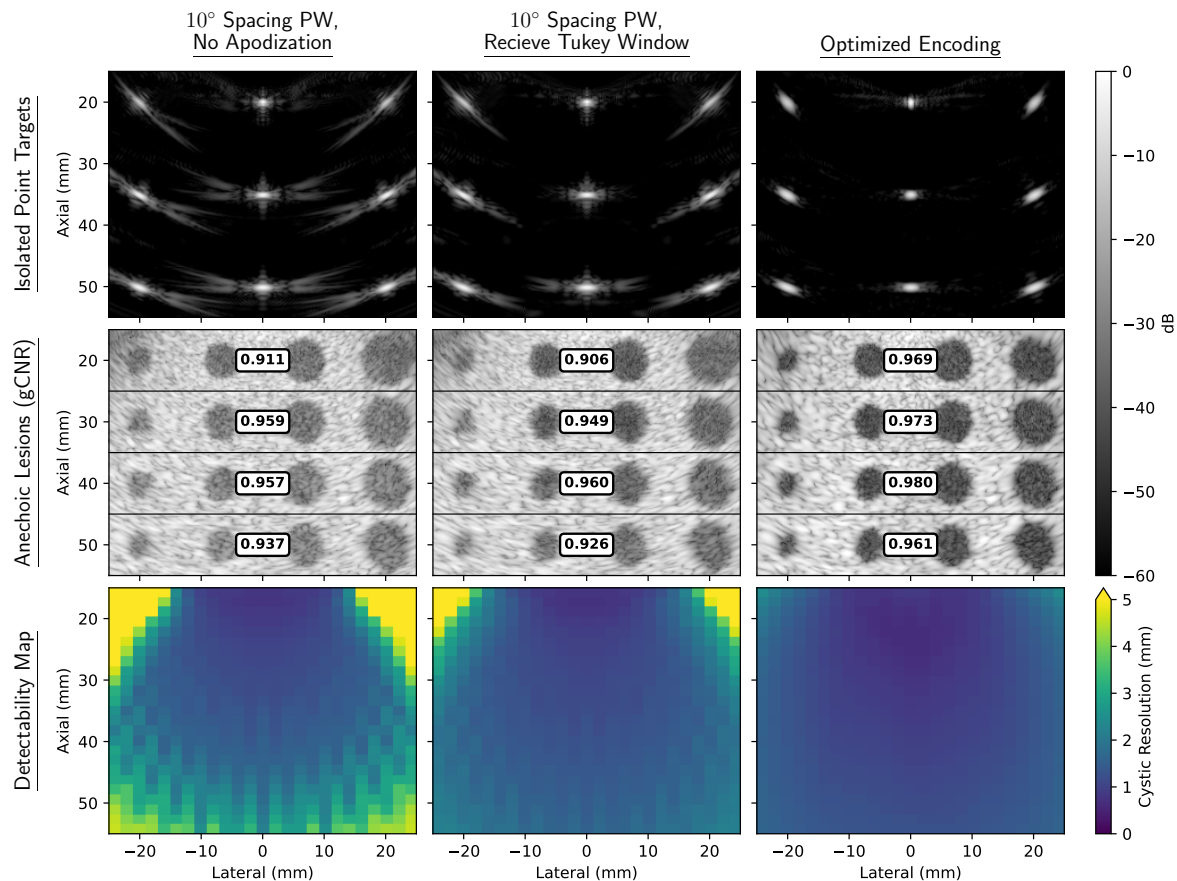 10° Spacing PW,
No Apodization
10° Spacing PW,
Recieve Tukey Window
Optimized Encoding
Isolated Point Targets
Axial (mm)
20
30
40
50
0
−10
−20
−30
−40
−50
−60
dB
Anechoic Lesions (gCNR)
Axial (mm)
20
30
40
50
0.911
0.906
0.969
0.959
0.949
0.973
0.957
0.960
0.980
0.937
0.926
0.961
Detectability Map
Axial (mm)
20
30
40
50
5
4
3
2
1
0
Cystic Resolution (mm)
−20 −10 0 10 20
−20 −10 0 10 20
−20 −10 0 10 20
Lateral (mm)
Lateral (mm)
Lateral (mm)